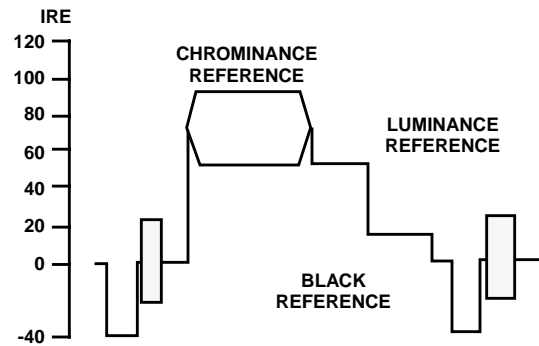 IRE
120
100
80
60
40
20
0
-40
CHROMINANCE
REFERENCE
LUMINANCE
REFERENCE
BLACK
REFERENCE